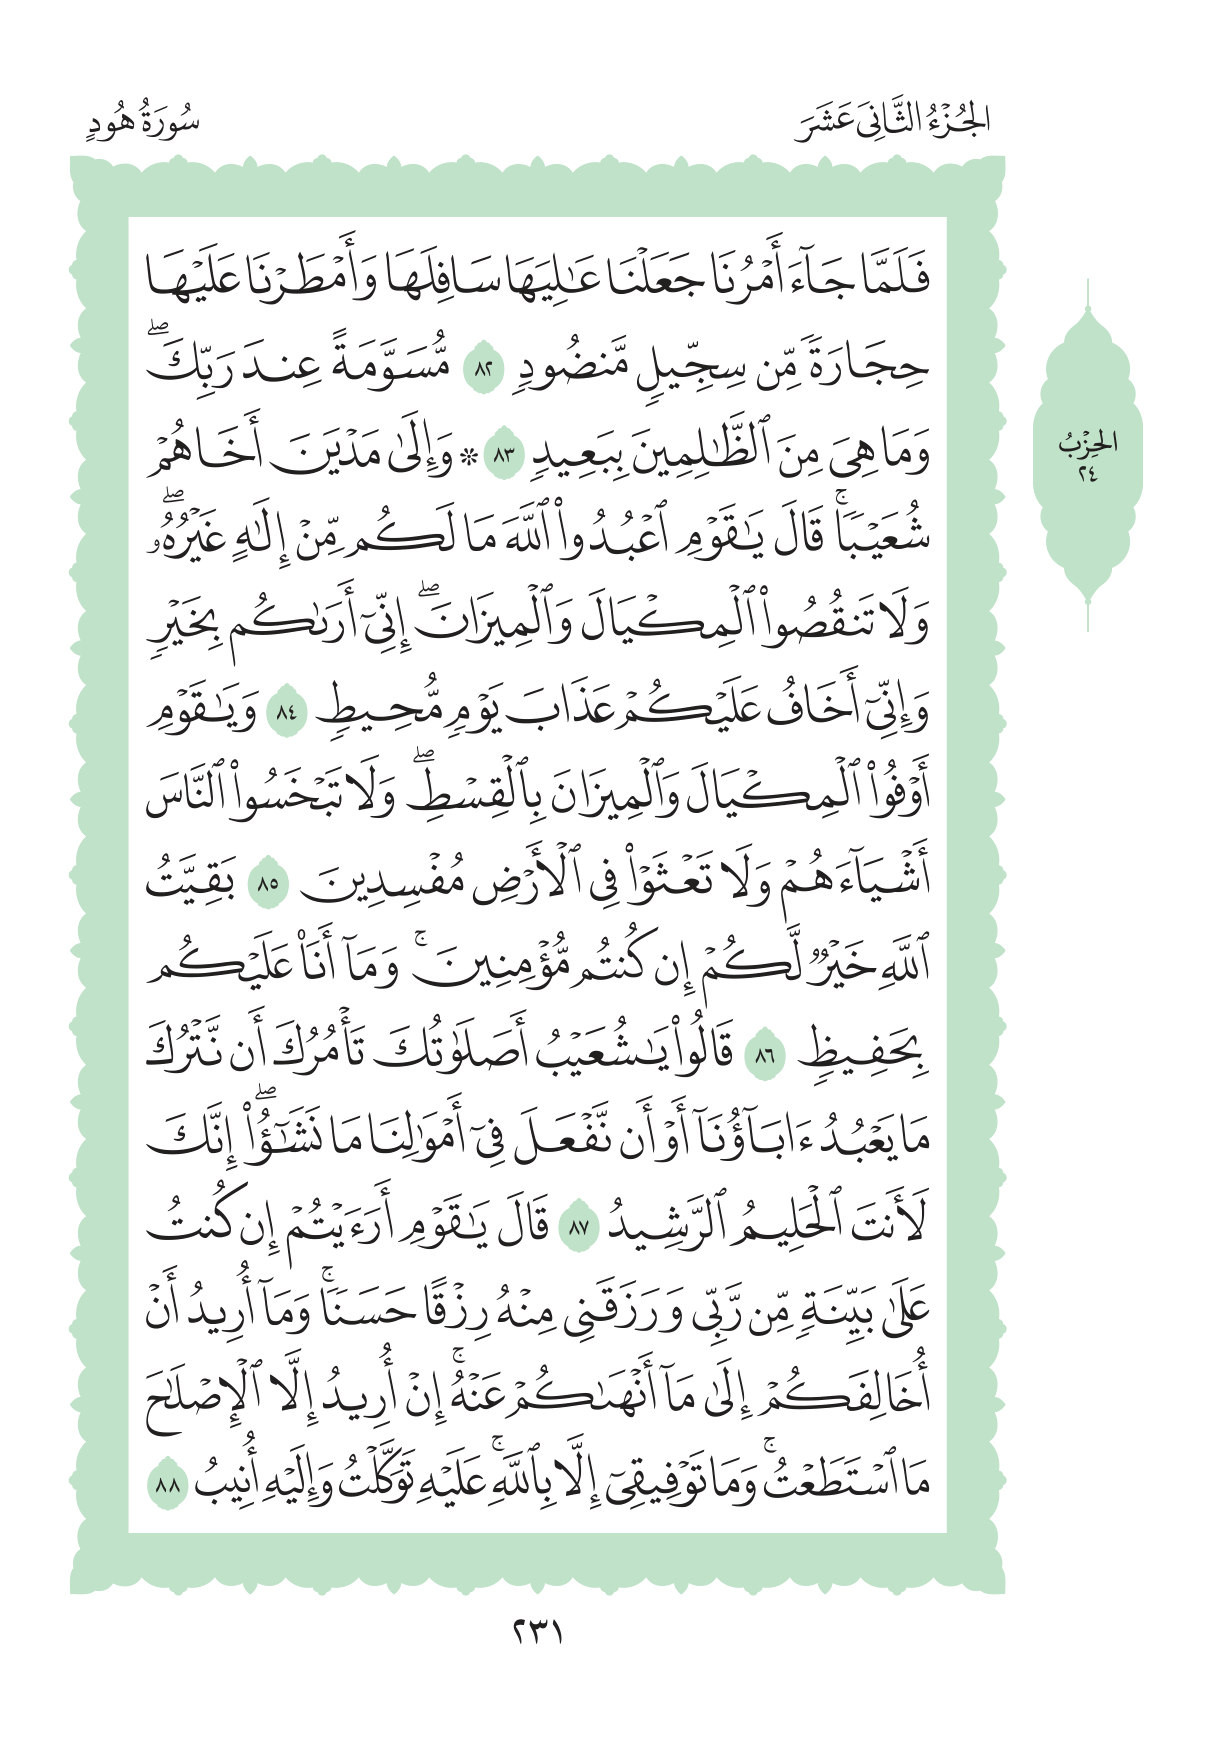 الجُزْءُ الثَّانِيَ عَشَرَ
سُورَةُ هُودٍ
فَلَمَّا جَآءَ أَمْرُنَا جَعَلْنَا عَٰلِيَهَا سَافِلَهَا وَأَمْطَرْنَا عَلَيْهَا
حِجَارَةً مِّن سِجِّيلٍ مَّنضُودٍ ٨٢ مُّسَوَّمَةً عِندَ رَبِّكَۖ
وَمَا هِيَ مِنَ ٱلظَّٰلِمِينَ بِبَعِيدٍ ٨٣ ۞ وَإِلَىٰ مَدْيَنَ أَخَاهُمْ
شُعَيْبًاۚ قَالَ يَٰقَوْمِ ٱعْبُدُوا۟ ٱللَّهَ مَا لَكُم مِّنْ إِلَٰهٍ غَيْرُهُۥۖ
وَلَا تَنقُصُوا۟ ٱلْمِكْيَالَ وَٱلْمِيزَانَۖ إِنِّيٓ أَرَىٰكُم بِخَيْرٍ
وَإِنِّيٓ أَخَافُ عَلَيْكُمْ عَذَابَ يَوْمٍ مُّحِيطٍ ٨٤ وَيَٰقَوْمِ
أَوْفُوا۟ ٱلْمِكْيَالَ وَٱلْمِيزَانَ بِٱلْقِسْطِۖ وَلَا تَبْخَسُوا۟ ٱلنَّاسَ
أَشْيَآءَهُمْ وَلَا تَعْثَوْا۟ فِي ٱلْأَرْضِ مُفْسِدِينَ ٨٥ بَقِيَّتُ
ٱللَّهِ خَيْرٌ لَّكُمْ إِن كُنتُم مُّؤْمِنِينَۚ وَمَآ أَنَا۠ عَلَيْكُم
بِحَفِيظٍ ٨٦ قَالُوا۟ يَٰشُعَيْبُ أَصَلَوٰتُكَ تَأْمُرُكَ أَن نَّتْرُكَ
مَا يَعْبُدُ ءَابَآؤُنَآ أَوْ أَن نَّفْعَلَ فِيٓ أَمْوَٰلِنَا مَا نَشَٰٓؤُا۟ۖ إِنَّكَ
لَأَنتَ ٱلْحَلِيمُ ٱلرَّشِيدُ ٨٧ قَالَ يَٰقَوْمِ أَرَءَيْتُمْ إِن كُنتُ
عَلَىٰ بَيِّنَةٍ مِّن رَّبِّي وَرَزَقَنِي مِنْهُ رِزْقًا حَسَنًاۚ وَمَآ أُرِيدُ أَنْ
أُخَالِفَكُمْ إِلَىٰ مَآ أَنْهَىٰكُمْ عَنْهُۚ إِنْ أُرِيدُ إِلَّا ٱلْإِصْلَٰحَ
مَا ٱسْتَطَعْتُۚ وَمَا تَوْفِيقِيٓ إِلَّا بِٱللَّهِۚ عَلَيْهِ تَوَكَّلْتُ وَإِلَيْهِ أُنِيبُ ٨٨
الحِزْبُ
٢٤
٢٣١